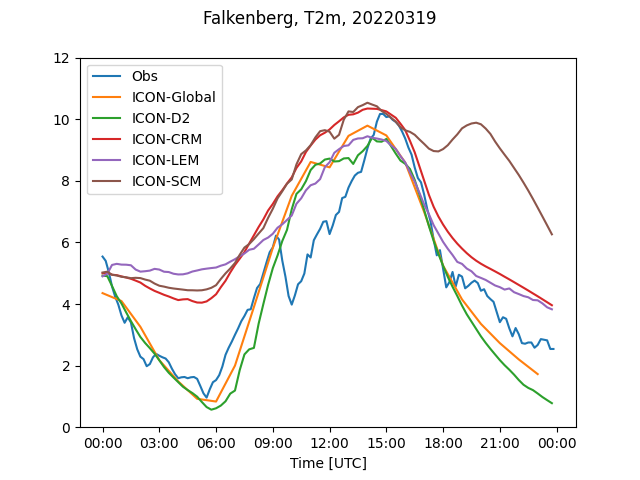 Falkenberg, T2m, 20220319
12
10
8
6
4
2
0
Obs
ICON-Global
ICON-D2
ICON-CRM
ICON-LEM
ICON-SCM
00:00 03:00 06:00 09:00 12:00 15:00 18:00 21:00 00:00
Time [UTC]